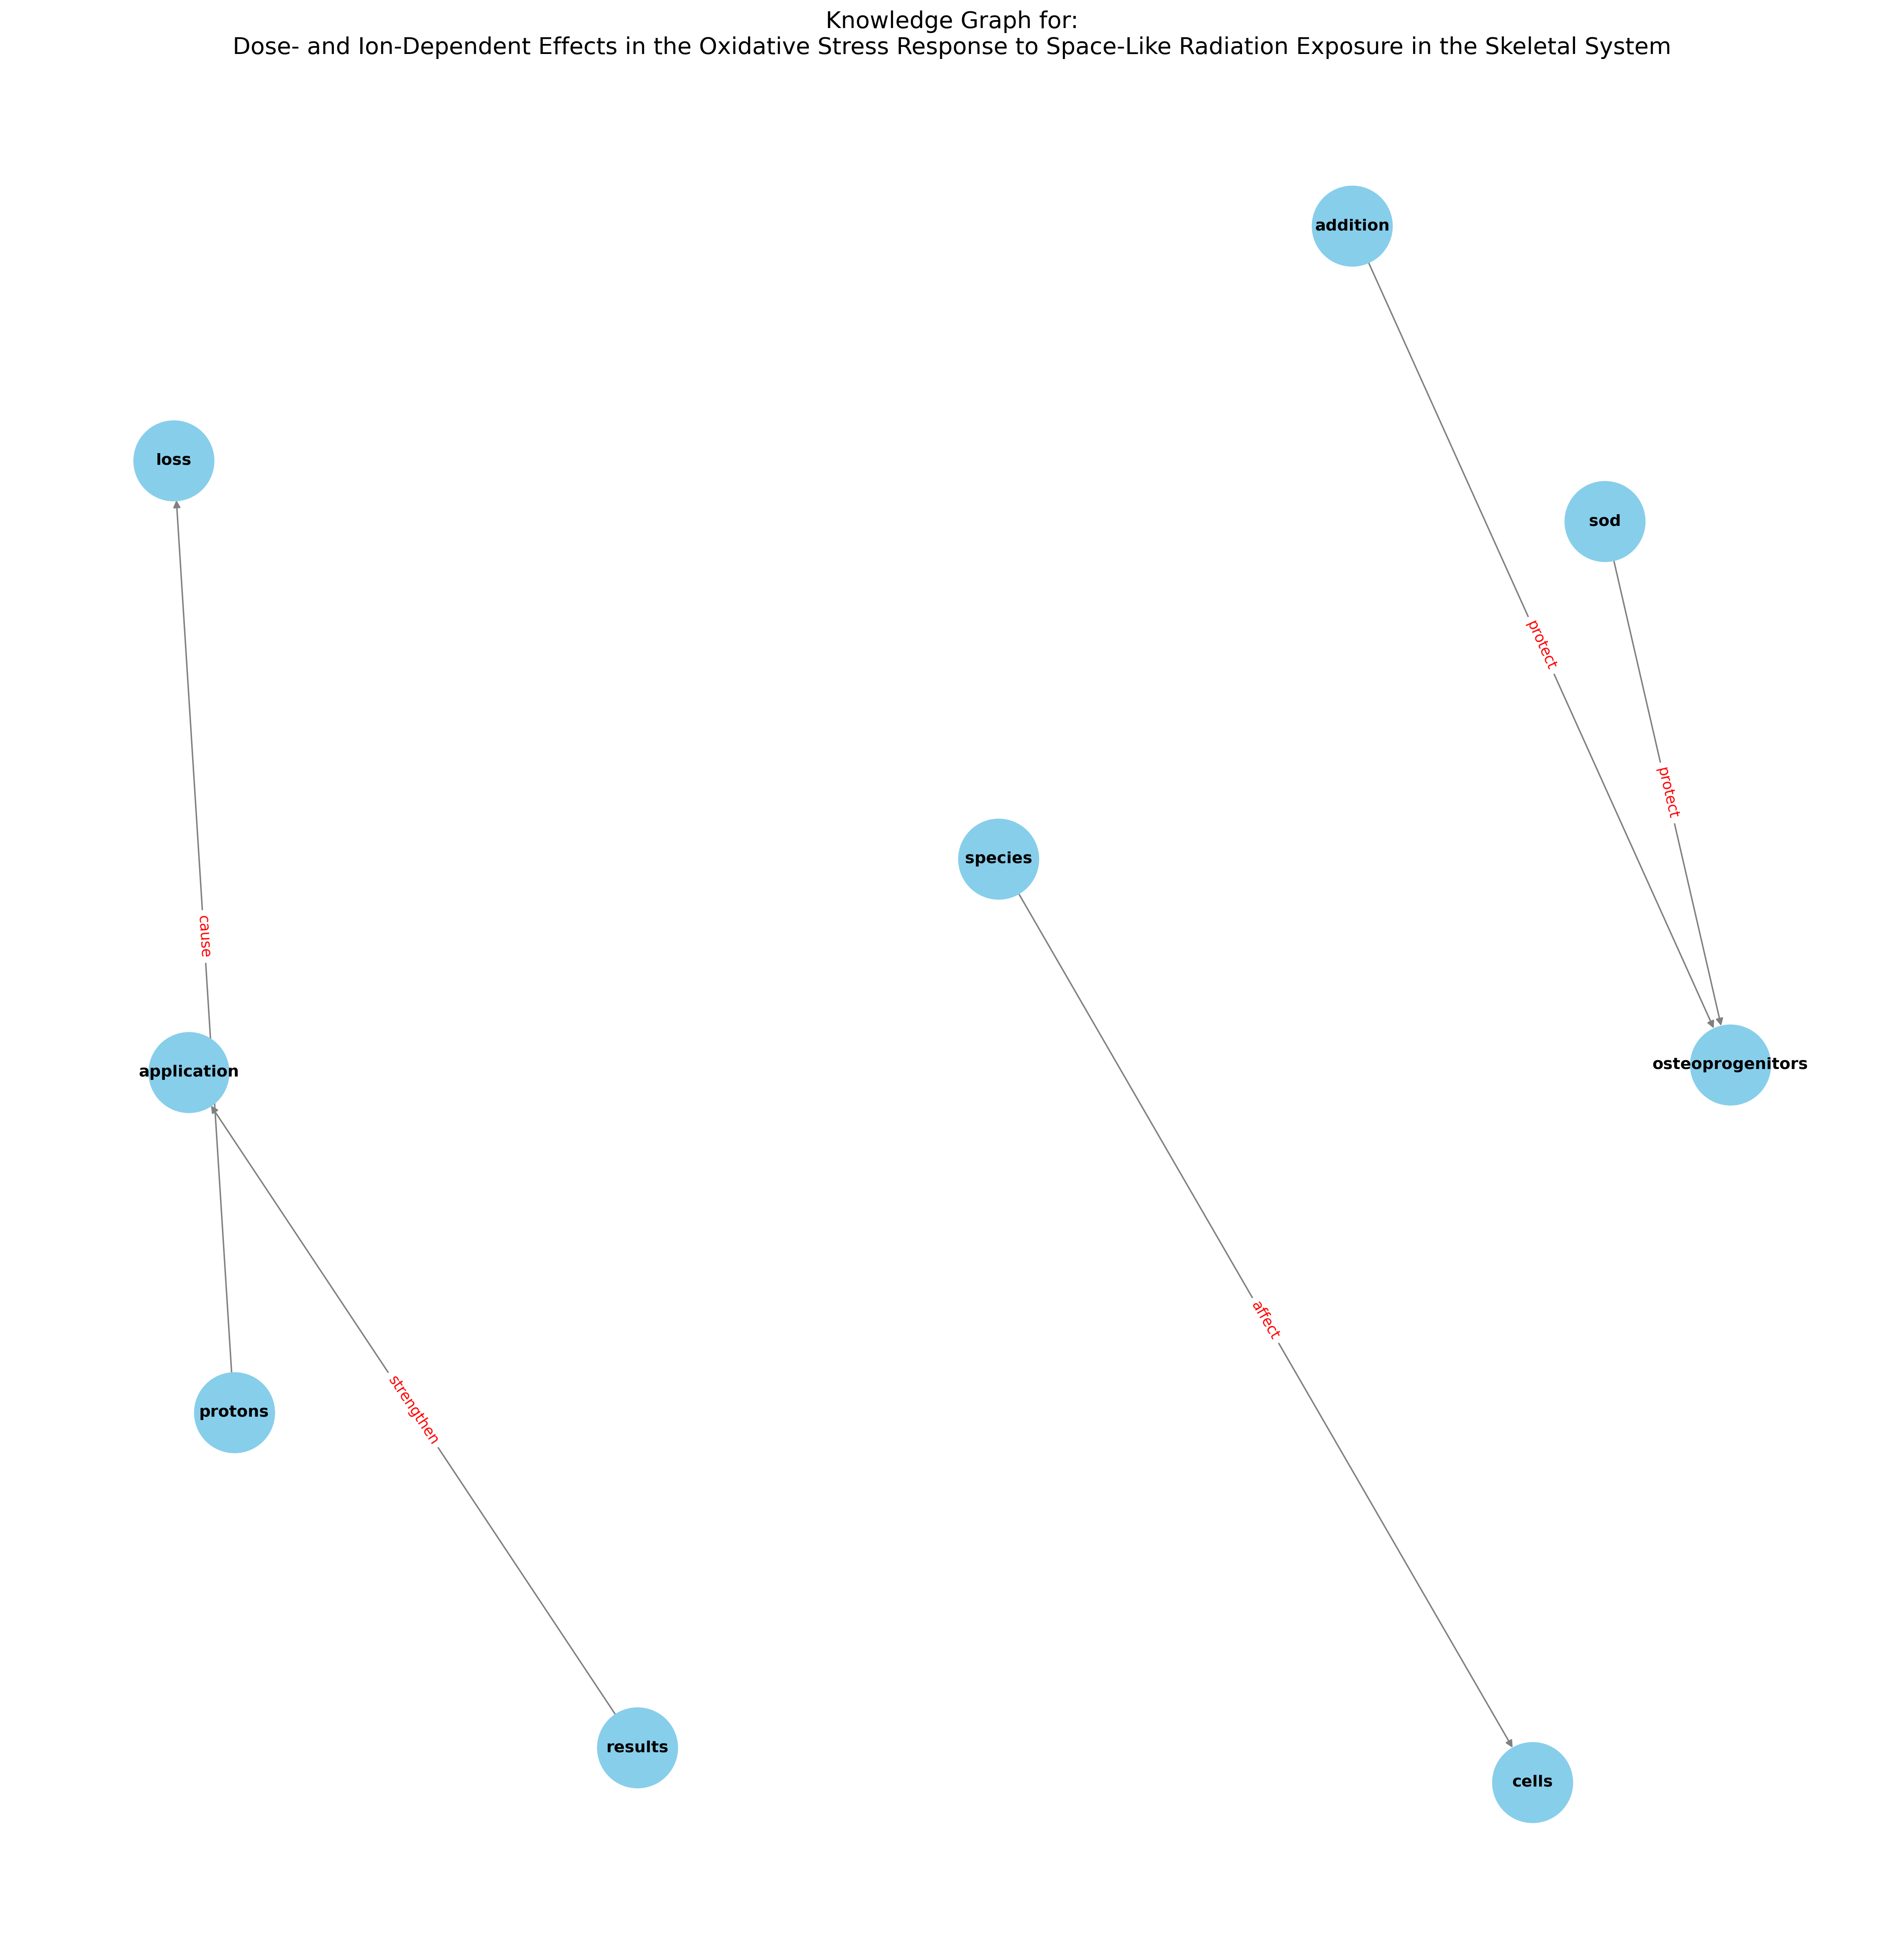 Knowledge Graph for:
Dose- and Ion-Dependent Effects in the Oxidative Stress Response to Space-Like Radiation Exposure in the Skeletal System
addition
loss
sod
protect
protect
species
cause
application
osteoprogenitors
affect
protons
strengthen
results
cells